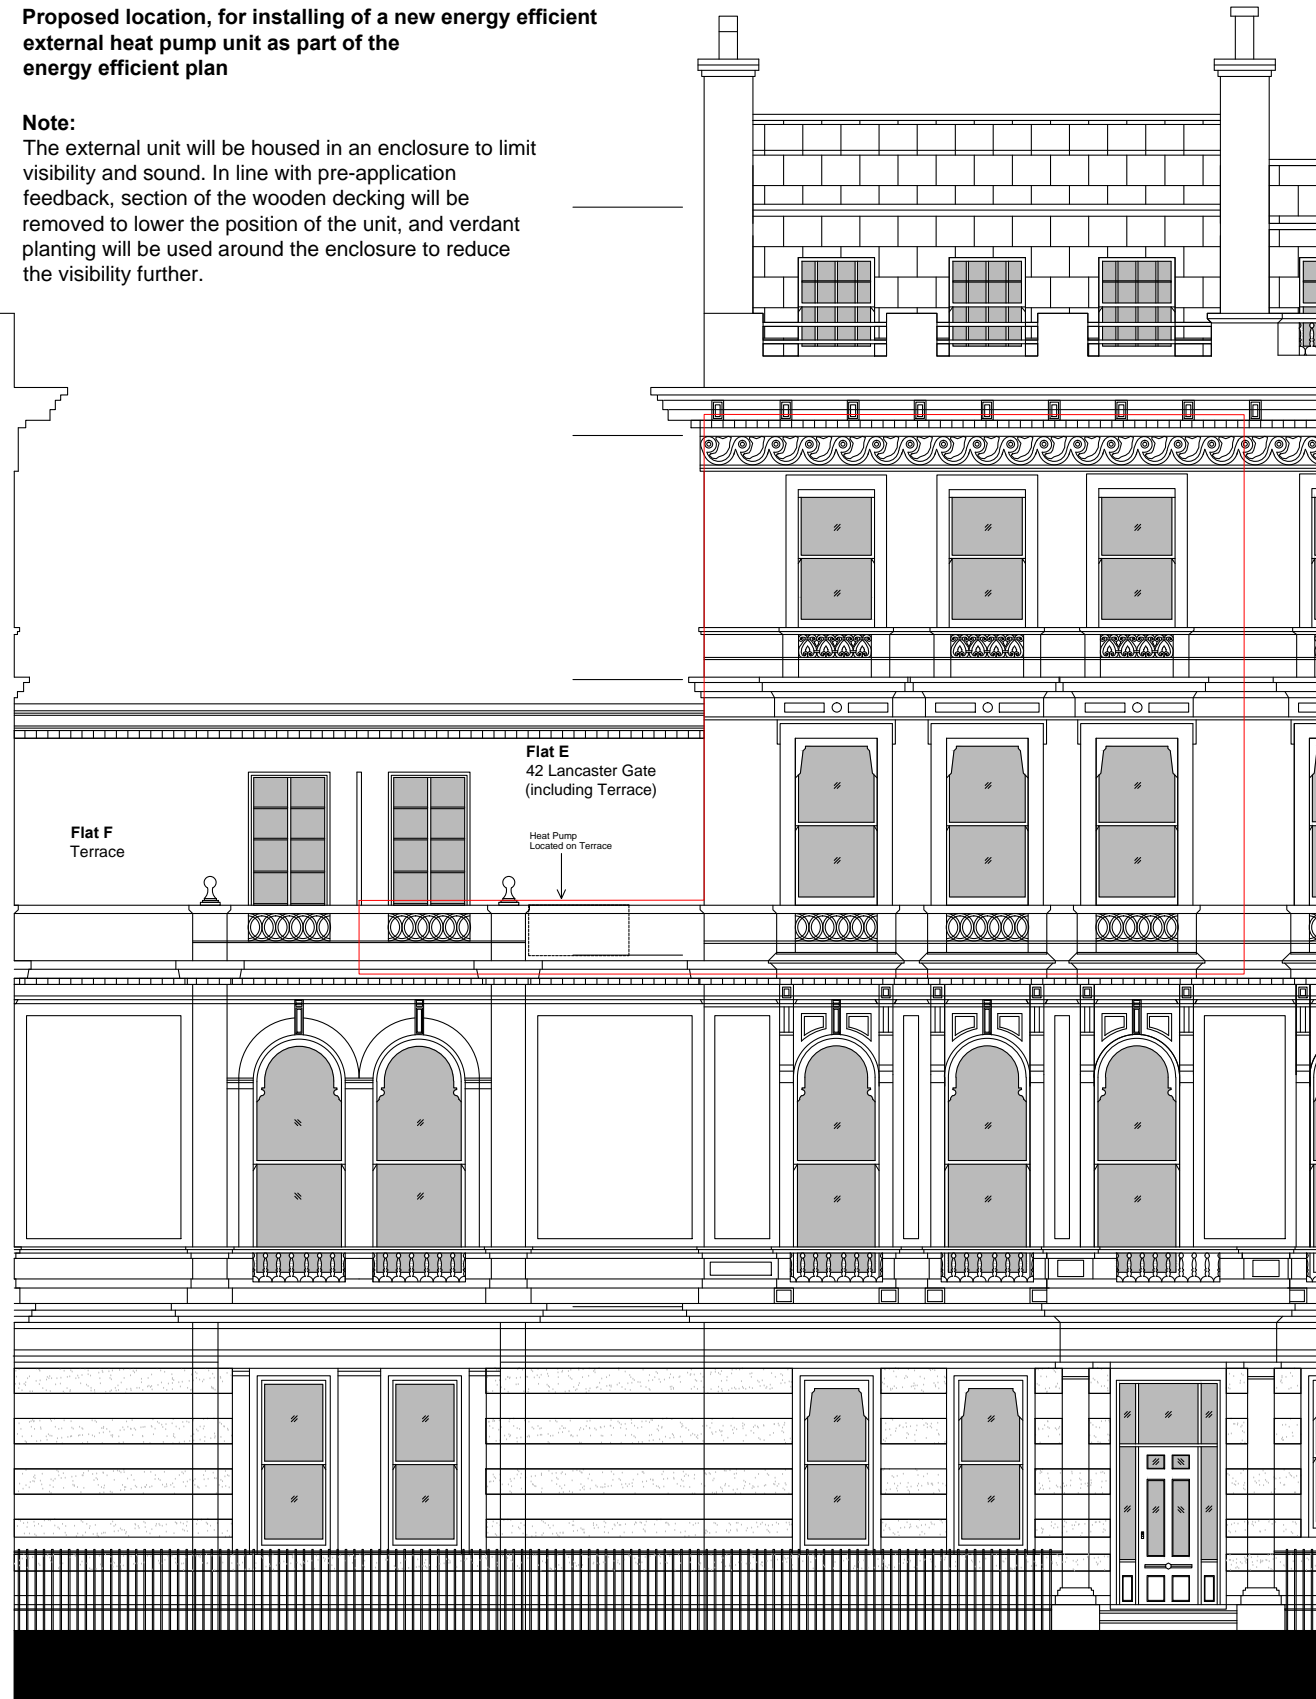 Proposed location, for installing of a new energy efficient
external heat pump unit as part of the
energy efficient plan
Note:
The external unit will be housed in an enclosure to limit
visibility and sound. In line with pre-application
feedback, section of the wooden decking will be
removed to lower the position of the unit, and verdant
planting will be used around the enclosure to reduce
the visibility further.
Flat E
42 Lancaster Gate
(including Terrace)
Flat F
Terrace
Heat Pump
Located on Terrace